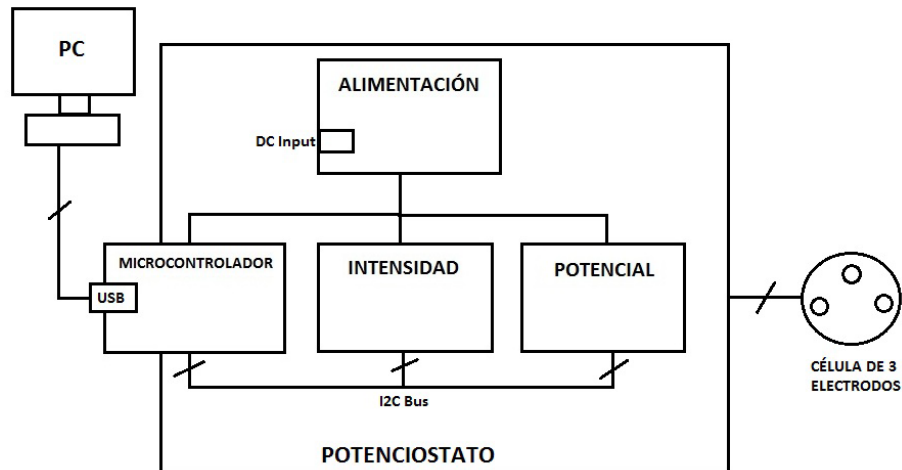 PC
ALIMENTACIÓN
DC Input
MICROCONTROLADOR
INTENSIDAD
POTENCIAL
USB
CÉLULA DE 3
ELECTRODOS
I2C Bus
POTENCIOSTATO